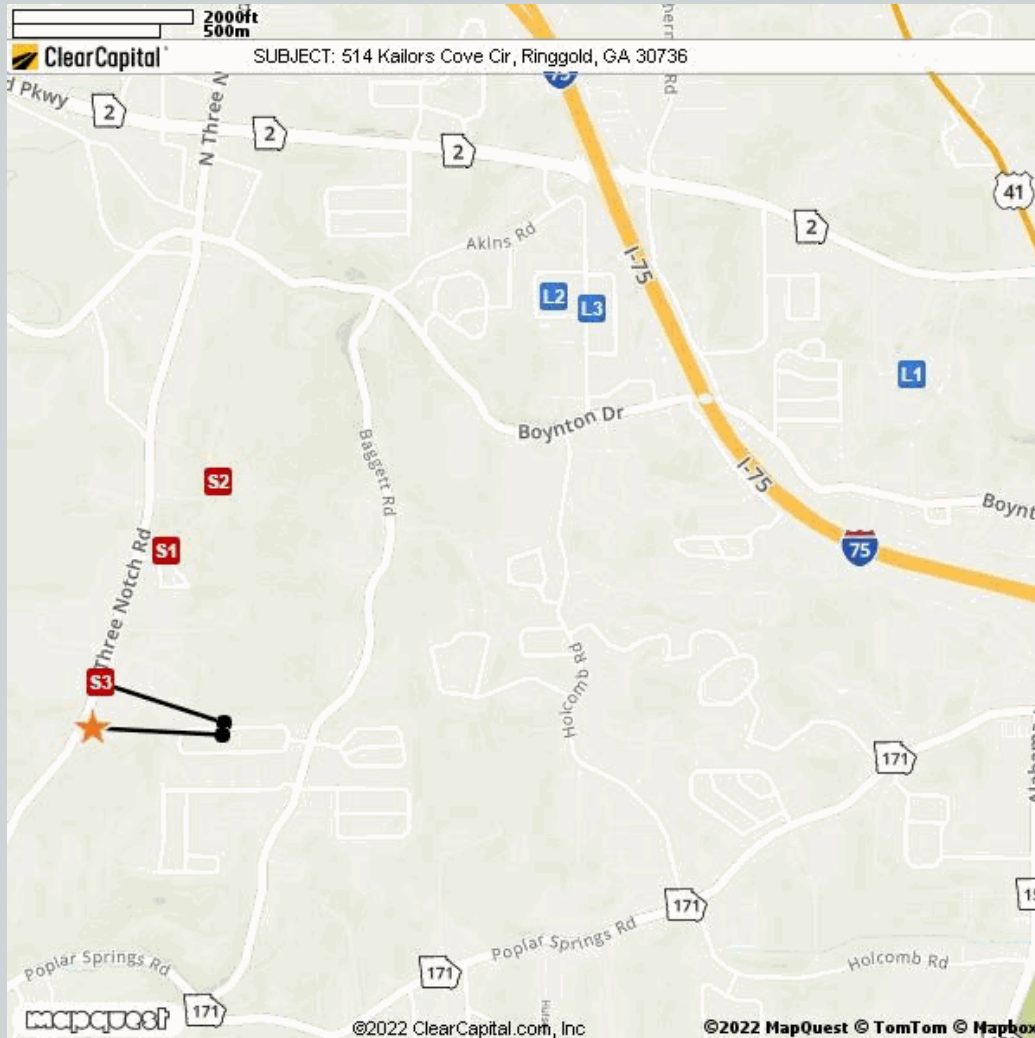 2000ft
500m
ClearCapital
SUBJECT: 514 Kailors Cove Cir, Ringgold, GA 30736
75
Rd
d Pkwy
2
N Three N
2
2
41
2
Akins Rd
I-75
L2
L3
L1
Boynton Dr
Baggett Rd
I-75
S2
Boynt
S1
75
Three Notch Rd
S3
Holcomb Rd
171
171
Poplar Springs Rd
Holcomb Rd
Poplar Springs Rd
171
171
mapquest
©2022 ClearCapital.com, Inc
©2022 MapQuest © TomTom © Mapbox